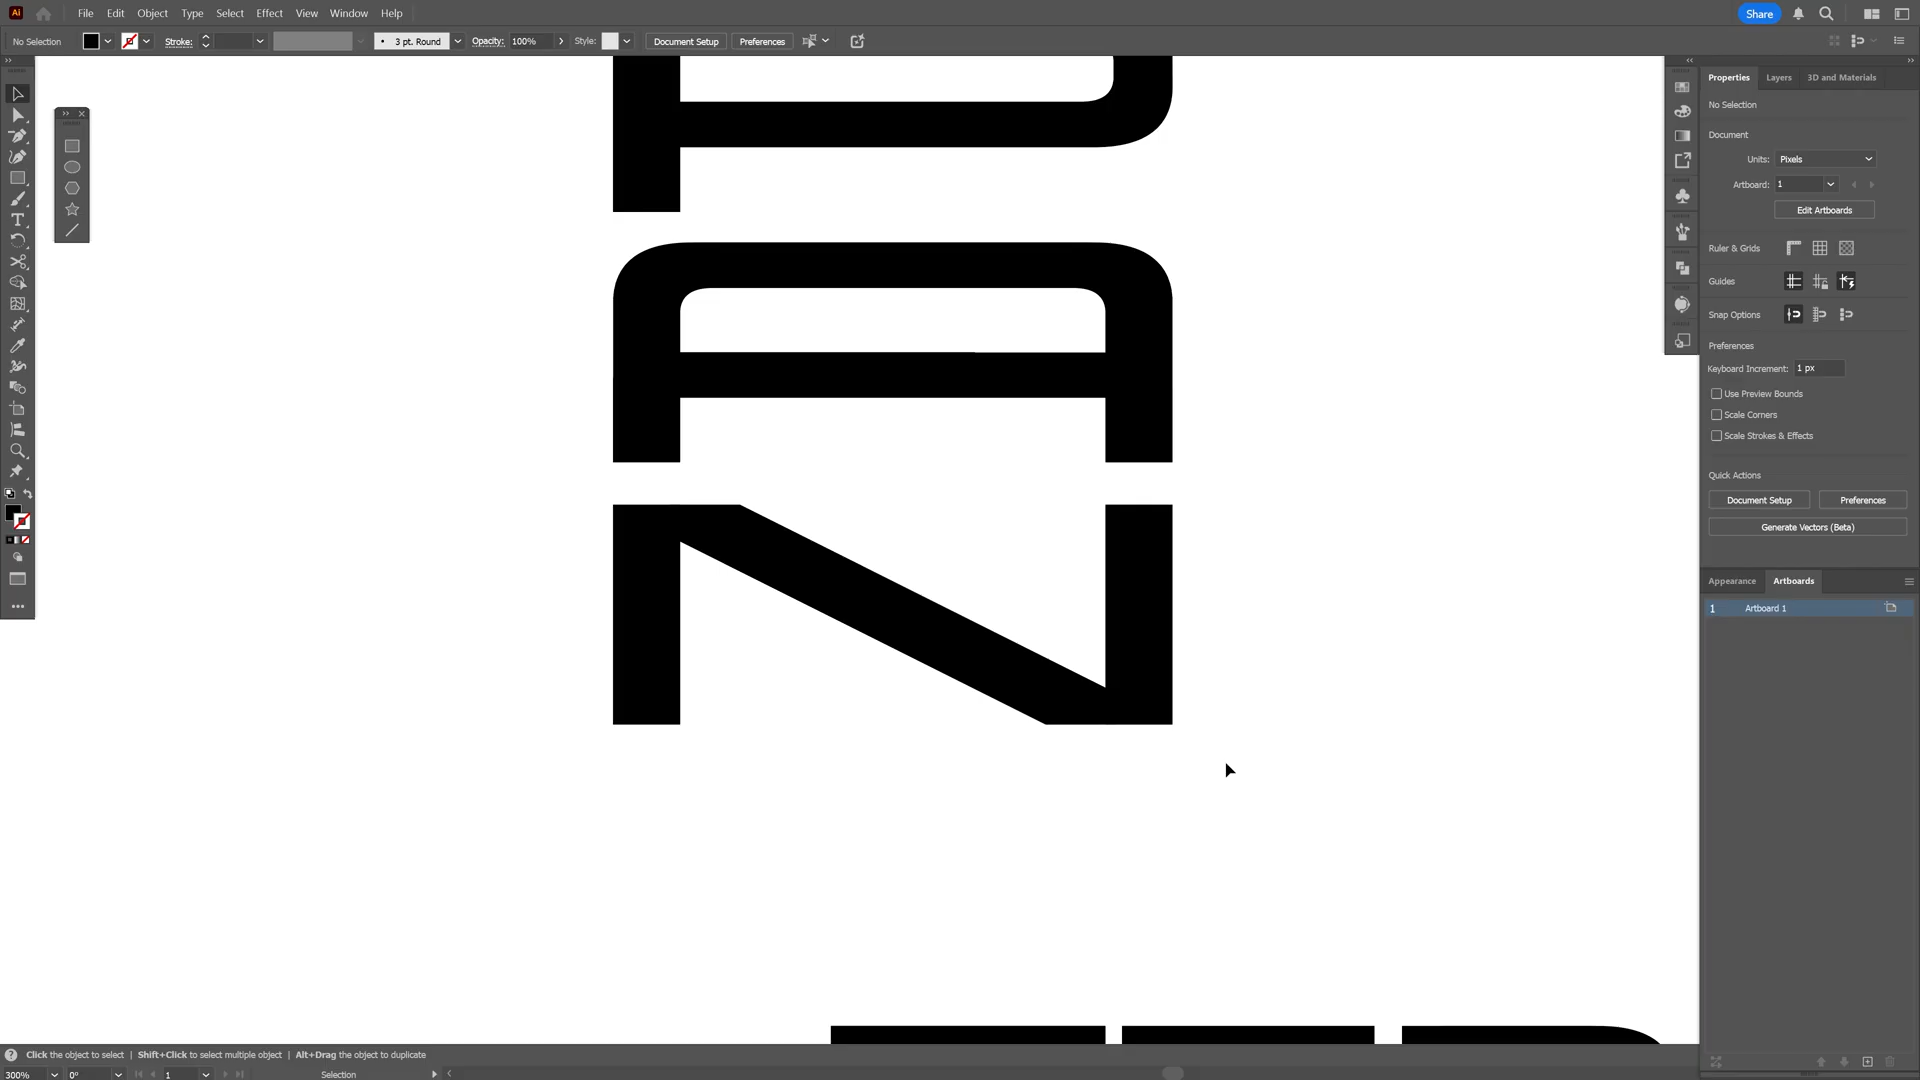 Ai File Edit Object Type Select Effect View Window Help Share
No Selection Stroke: 3 pt. Round Opacity: 100% Style: Document Setup Preferences
Properties Layers 3D and Materials
No Selection
Document
Units: Pixels
Artboard: 1
Edit Artboards
Ruler & Grids
Guides
Snap Options
Preferences
Keyboard Increment: 1 px
Use Preview Bounds
Scale Corners
Scale Strokes & Effects
Quick Actions
Document Setup Preferences
Generate Vectors (Beta)
Appearance Artboards
1 Artboard 1
A
N
Click the object to select | Shift+Click to select multiple object | Alt+Drag the object to duplicate
300% 0° 1 Selection